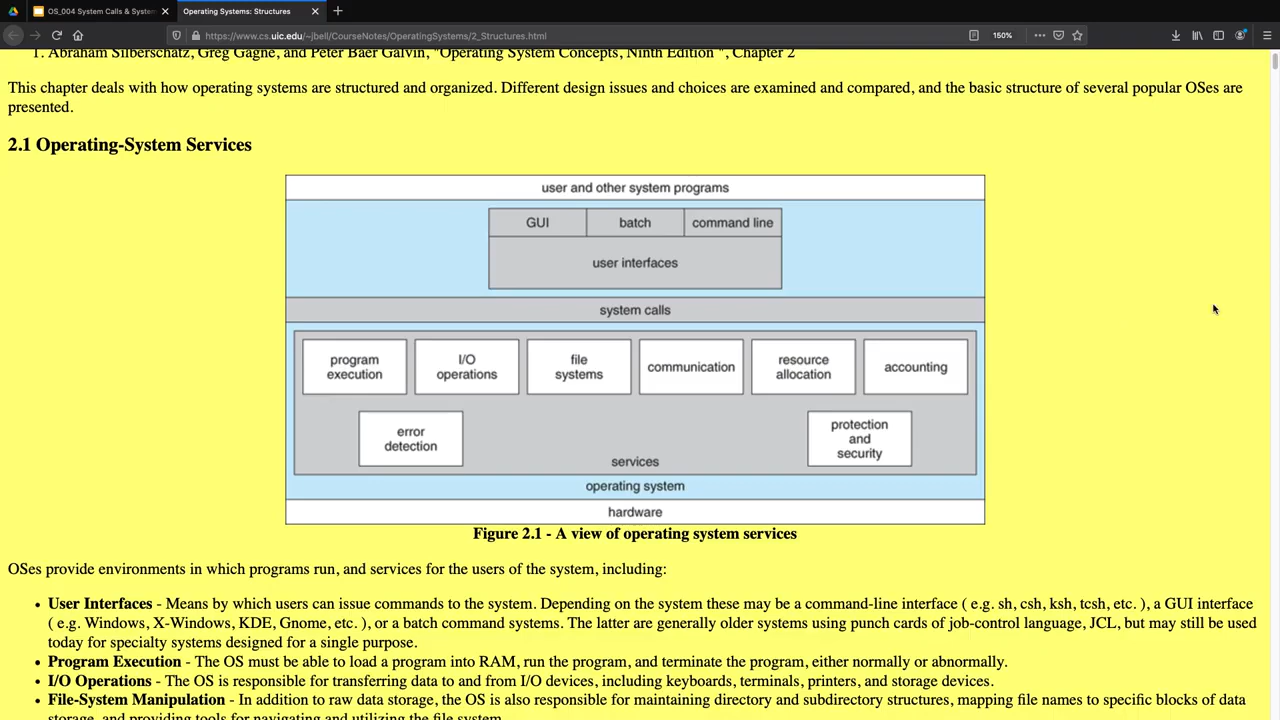 OS_004 System Calls & System
Operating Systems: Structures
https://www.cs.uic.edu/~jbell/CourseNotes/OperatingSystems/2_Structures.html
150%
1. Abraham Silberschatz, Greg Gagne, and Peter Baer Galvin, "Operating System Concepts, Ninth Edition ", Chapter 2
This chapter deals with how operating systems are structured and organized. Different design issues and choices are examined and compared, and the basic structure of several popular OSes are
presented.
2.1 Operating-System Services
user and other system programs
GUI batch command line
user interfaces
system calls
program execution
I/O operations
file systems
communication
resource allocation
accounting
error detection
protection and security
services
operating system
hardware
Figure 2.1 - A view of operating system services
OSes provide environments in which programs run, and services for the users of the system, including:
• User Interfaces - Means by which users can issue commands to the system. Depending on the system these may be a command-line interface ( e.g. sh, csh, ksh, tcsh, etc. ), a GUI interface
( e.g. Windows, X-Windows, KDE, Gnome, etc. ), or a batch command systems. The latter are generally older systems using punch cards of job-control language, JCL, but may still be used
today for specialty systems designed for a single purpose.
• Program Execution - The OS must be able to load a program into RAM, run the program, and terminate the program, either normally or abnormally.
• I/O Operations - The OS is responsible for transferring data to and from I/O devices, including keyboards, terminals, printers, and storage devices.
• File-System Manipulation - In addition to raw data storage, the OS is also responsible for maintaining directory and subdirectory structures, mapping file names to specific blocks of data
storage, and providing tools for navigating and utilizing the file system.